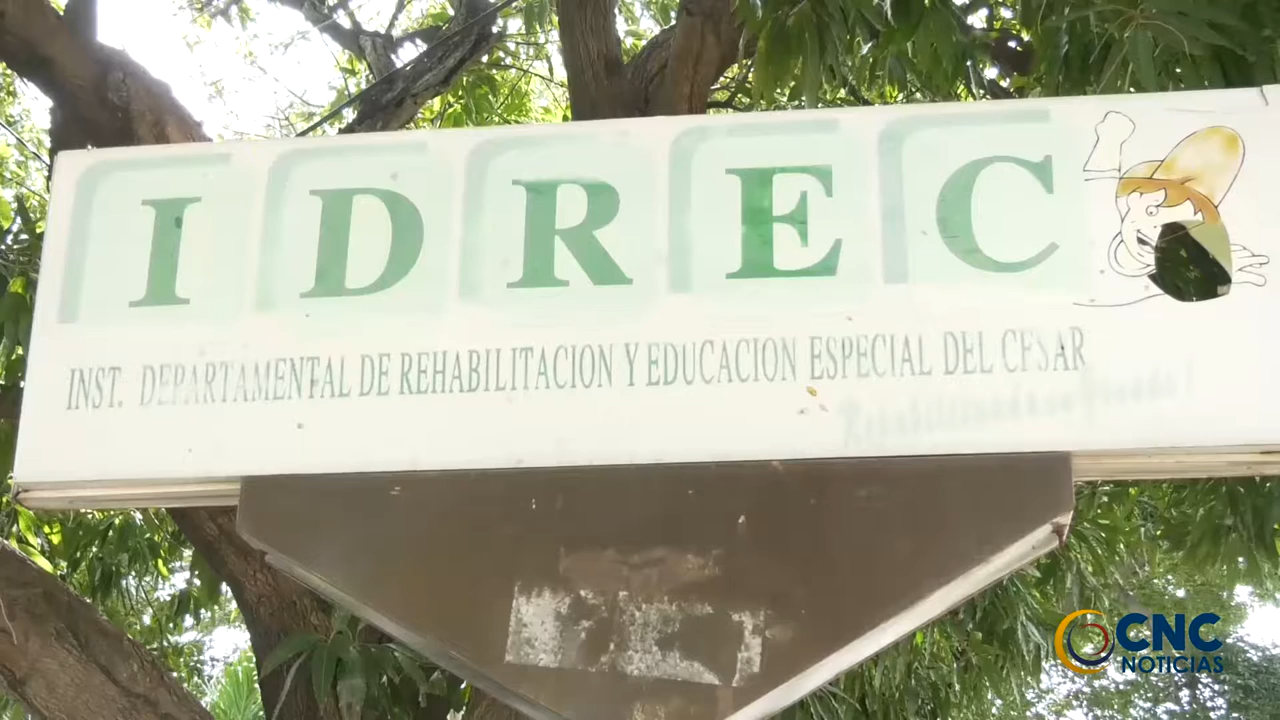 IDREC
INST. DEPARTAMENTAL DE REHABILITACION Y EDUCACION ESPECIAL DEL CESAR
CNC
NOTICIAS